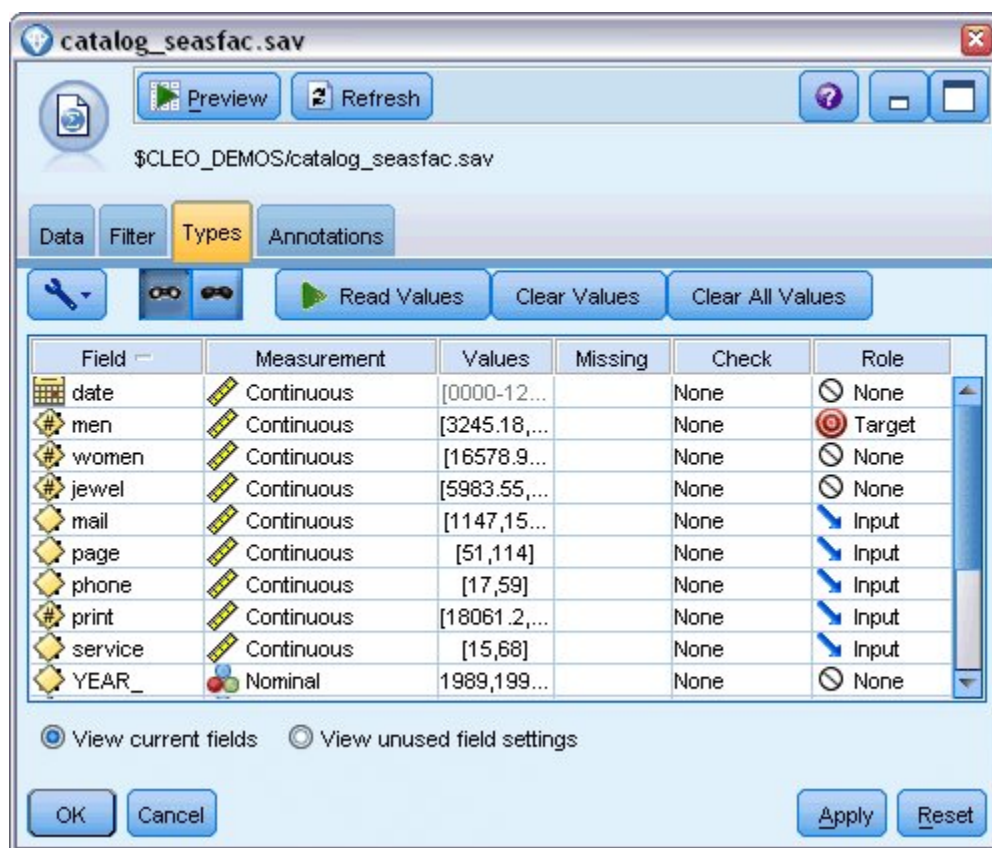 catalog_seasfac.sav
Preview Refresh
$CLEO_DEMOS/catalog_seasfac.sav
Data Filter Types Annotations
Read Values Clear Values Clear All Values
Field Measurement Values Missing Check Role
date Continuous [0000-12... None None
men Continuous [3245.18,... None Target
women Continuous [16578.9... None None
jewel Continuous [5983.55,... None None
mail Continuous [1147,15... None Input
page Continuous [51,114] None Input
phone Continuous [17,59] None Input
print Continuous [18061.2,... None Input
service Continuous [15,68] None Input
YEAR_ Nominal 1989,199... None None
View current fields View unused field settings
OK Cancel Apply Reset